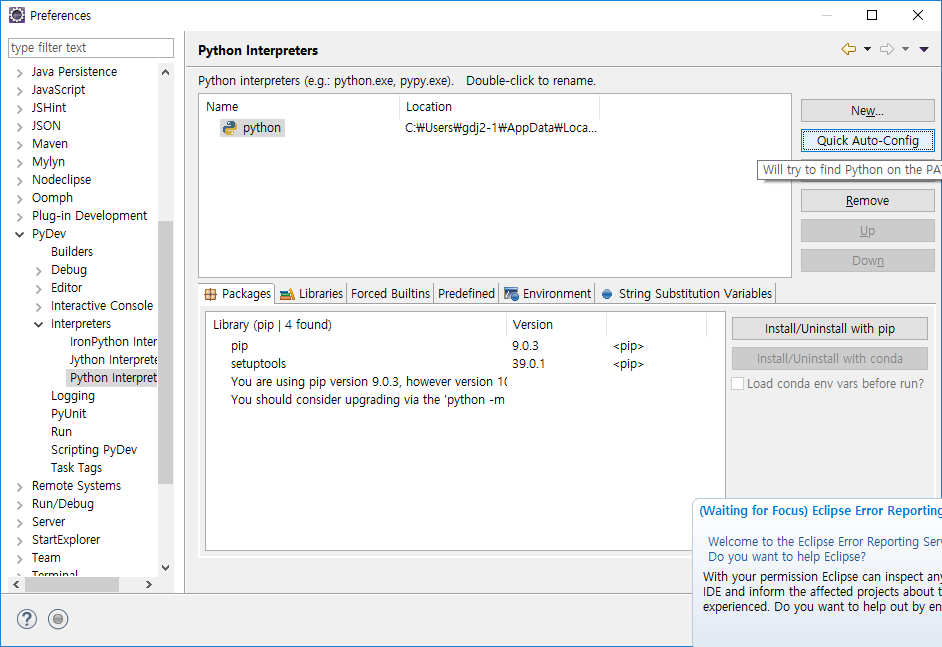 Preferences
type filter text
Java Persistence
JavaScript
JSHint
JSON
Maven
Mylyn
Nodeclipse
Oomph
Plug-in Development
PyDev
Builders
Debug
Editor
Interactive Console
Interpreters
IronPython Inter
Jython Interprete
Python Interpret
Logging
PyUnit
Run
Scripting PyDev
Task Tags
Remote Systems
Run/Debug
Server
StartExplorer
Team
Terminal
Python Interpreters
Python interpreters (e.g.: python.exe, pypy.exe).   Double-click to rename.
Name Location
python C:₩Users₩gdj2-1₩AppData₩Loca...
New...
Quick Auto-Config
Will try to find Python on the PA
Remove
Up
Down
Packages Libraries Forced Builtins Predefined Environment String Substitution Variables
Library (pip | 4 found) Version
pip 9.0.3 <pip>
setuptools 39.0.1 <pip>
You are using pip version 9.0.3, however version 10
You should consider upgrading via the 'python -m
Install/Uninstall with pip
Install/Uninstall with conda
Load conda env vars before run?
(Waiting for Focus) Eclipse Error Reporting
Welcome to the Eclipse Error Reporting Ser
Do you want to help Eclipse?
With your permission Eclipse can inspect any
IDE and inform the affected projects about t
experienced. Do you want to help out by en